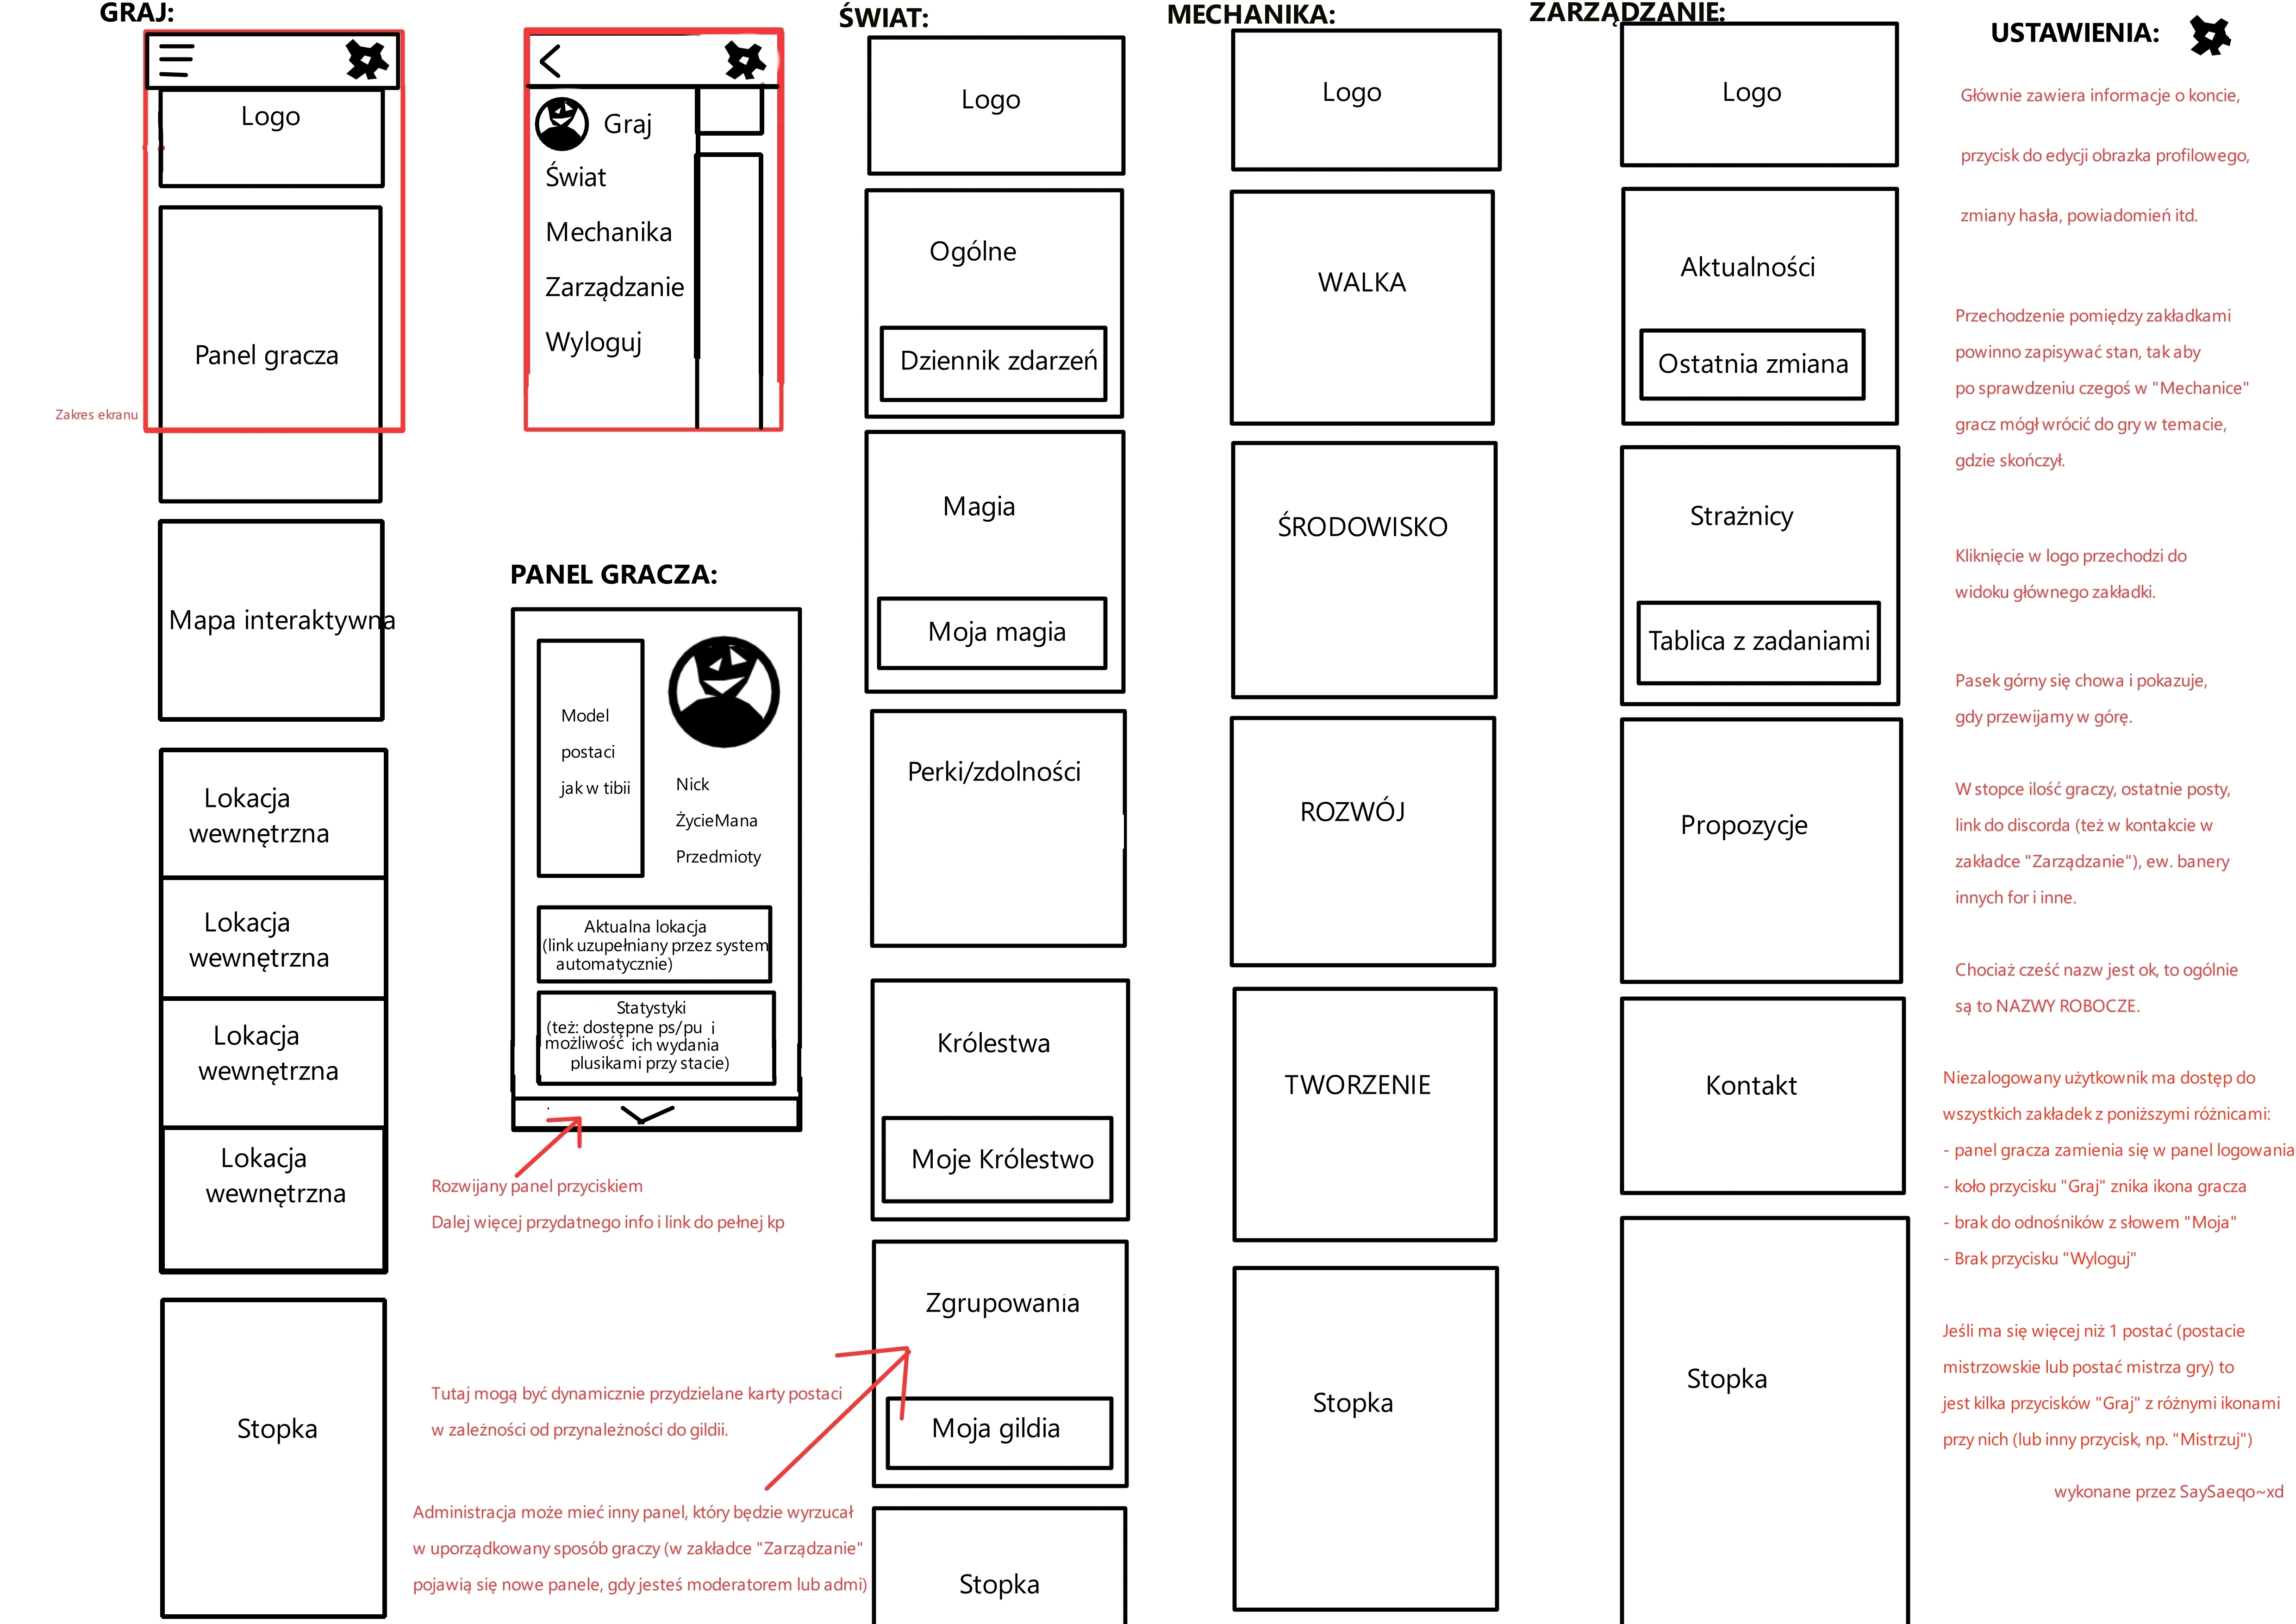 GRAJ:
Logo
Panel gracza
Zakres ekranu
Mapa interaktywna
Lokacja
wewnętrzna
Lokacja
wewnętrzna
Lokacja
wewnętrzna
Lokacja
wewnętrzna
Stopka
Graj
Świat
Mechanika
Zarządzanie
Wyloguj
PANEL GRACZA:
Model
postaci
jak w tibii
Nick
ŻycieMana
Przedmioty
Aktualna lokacja
(link uzupełniany przez system
automatycznie)
Statystyki
(też: dostępne ps/pu i
możliwość ich wydania
plusikami przy stacie)
Rozwijany panel przyciskiem
Dalej więcej przydatnego info i link do pełnej kp
Tutaj mogą być dynamicznie przydzielane karty postaci
w zależności od przynależności do gildii.
Administracja może mieć inny panel, który będzie wyrzucał
w uporządkowany sposób graczy (w zakładce "Zarządzanie"
pojawią się nowe panele, gdy jesteś moderatorem lub admi)
ŚWIAT:
Logo
Ogólne
Dziennik zdarzeń
Magia
Moja magia
Perki/zdolności
Królestwa
Moje Królestwo
Zgrupowania
Moja gildia
Stopka
MECHANIKA:
Logo
WALKA
ŚRODOWISKO
ROZWÓJ
TWORZENIE
Stopka
ZARZĄDZANIE:
Logo
Aktualności
Ostatnia zmiana
Strażnicy
Tablica z zadaniami
Propozycje
Kontakt
Stopka
USTAWIENIA:
Głównie zawiera informacje o koncie,
przycisk do edycji obrazka profilowego,
zmiany hasła, powiadomień itd.
Przechodzenie pomiędzy zakładkami
powinno zapisywać stan, tak aby
po sprawdzeniu czegoś w "Mechanice"
gracz mógł wrócić do gry w temacie,
gdzie skończył.
Kliknięcie w logo przechodzi do
widoku głównego zakładki.
Pasek górny się chowa i pokazuje,
gdy przewijamy w górę.
W stopce ilość graczy, ostatnie posty,
link do discorda (też w kontakcie w
zakładce "Zarządzanie"), ew. banery
innych for i inne.
Chociaż cześć nazw jest ok, to ogólnie
są to NAZWY ROBOCZE.
Niezalogowany użytkownik ma dostęp do
wszystkich zakładek z poniższymi różnicami:
- panel gracza zamienia się w panel logowania
- koło przycisku "Graj" znika ikona gracza
- brak do odnośników z słowem "Moja"
- Brak przycisku "Wyloguj"
Jeśli ma się więcej niż 1 postać (postacie
mistrzowskie lub postać mistrza gry) to
jest kilka przycisków "Graj" z różnymi ikonami
przy nich (lub inny przycisk, np. "Mistrzuj")
wykonane przez SaySaeqo~xd